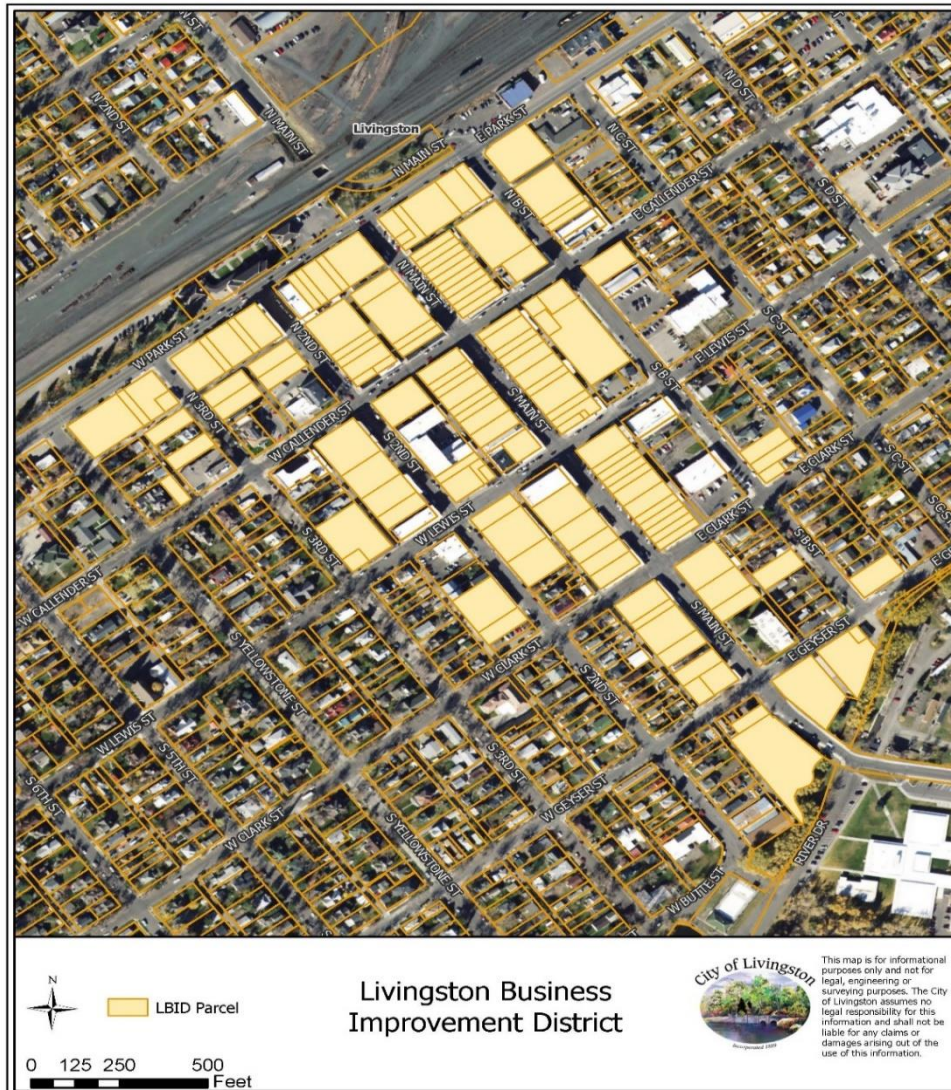 N 2ND ST
N MAIN ST
Livingston
N MAIN ST
E PARK ST
N C ST
N D ST
E CALLENDER ST
S D ST
N B ST
N MAIN ST
W PARK ST
N 2ND ST
N 3RD ST
W CALLENDER ST
S 2ND ST
S MAIN ST
S B ST
E LEWIS ST
S C ST
E CLARK ST
S C ST
S C ST
W LEWIS ST
S 3RD ST
E CLARK ST
S B ST
W CALLENDER ST
S YELLOWSTONE ST
W CLARK ST
S 2ND ST
S MAIN ST
E GEYSER ST
W LEWIS ST
S 5TH ST
S 6TH ST
S 3RD ST
W GEYSER ST
W CLARK ST
S YELLOWSTONE ST
W BUTTE ST
RIVER DR
N
LBID Parcel
0 125 250 500
Feet
Livingston Business
Improvement District
City of Livingston
Incorporated 1889
This map is for informational
purposes only and not for
legal, engineering or
surveying purposes. The City
of Livingston assumes no
legal responsibility for this
information and shall not be
liable for any claims or
damages arising out of the
use of this information.